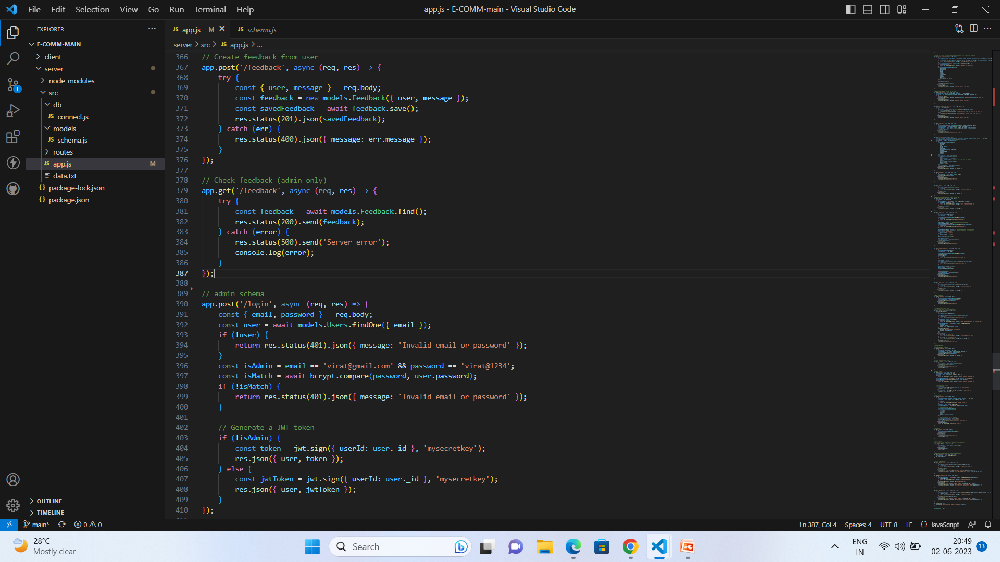 File Edit Selection View Go Run Terminal Help
app.js - E-COMM-main - Visual Studio Code
EXPLORER
E-COMM-MAIN
client
server
node_modules
src
db
JS connect.js
models
JS schema.js
routes
JS app.js M
data.txt
{} package-lock.json
{} package.json
OUTLINE
TIMELINE
1
JS app.js M
JS schema.js
server > src > JS app.js > ...
366 // Create feedback from user
367 app.post('/feedback', async (req, res) => {
368 try {
369 const { user, message } = req.body;
370 const feedback = new models.Feedback({ user, message });
371 const savedFeedback = await feedback.save();
372 res.status(201).json(savedFeedback);
373 } catch (err) {
374 res.status(400).json({ message: err.message });
375 }
376 });
377
378 // Check feedback (admin only)
379 app.get('/feedback', async (req, res) => {
380 try {
381 const feedback = await models.Feedback.find();
382 res.status(200).send(feedback);
383 } catch (error) {
384 res.status(500).send('Server error');
385 console.log(error);
386 }
387 });
388
389 // admin schema
390 app.post('/login', async (req, res) => {
391 const { email, password } = req.body;
392 const user = await models.Users.findOne({ email });
393 if (!user) {
394 return res.status(401).json({ message: 'Invalid email or password' });
395 }
396 const isAdmin = email == 'virat@gmail.com' && password == 'virat@1234';
397 const isMatch = await bcrypt.compare(password, user.password);
398 if (!isMatch) {
399 return res.status(401).json({ message: 'Invalid email or password' });
400 }
401
402 // Generate a JWT token
403 if (!isAdmin) {
404 const token = jwt.sign({ userId: user._id }, 'mysecretkey');
405 res.json({ user, token });
406 } else {
407 const jwtToken = jwt.sign({ userId: user._id }, 'mysecretkey');
408 res.json({ user, jwtToken });
409 }
410 });
main* 0 0
Ln 387, Col 4 Spaces: 4 UTF-8 LF {} JavaScript
28°C
Mostly clear
Search
ENG
IN
20:49
02-06-2023
13